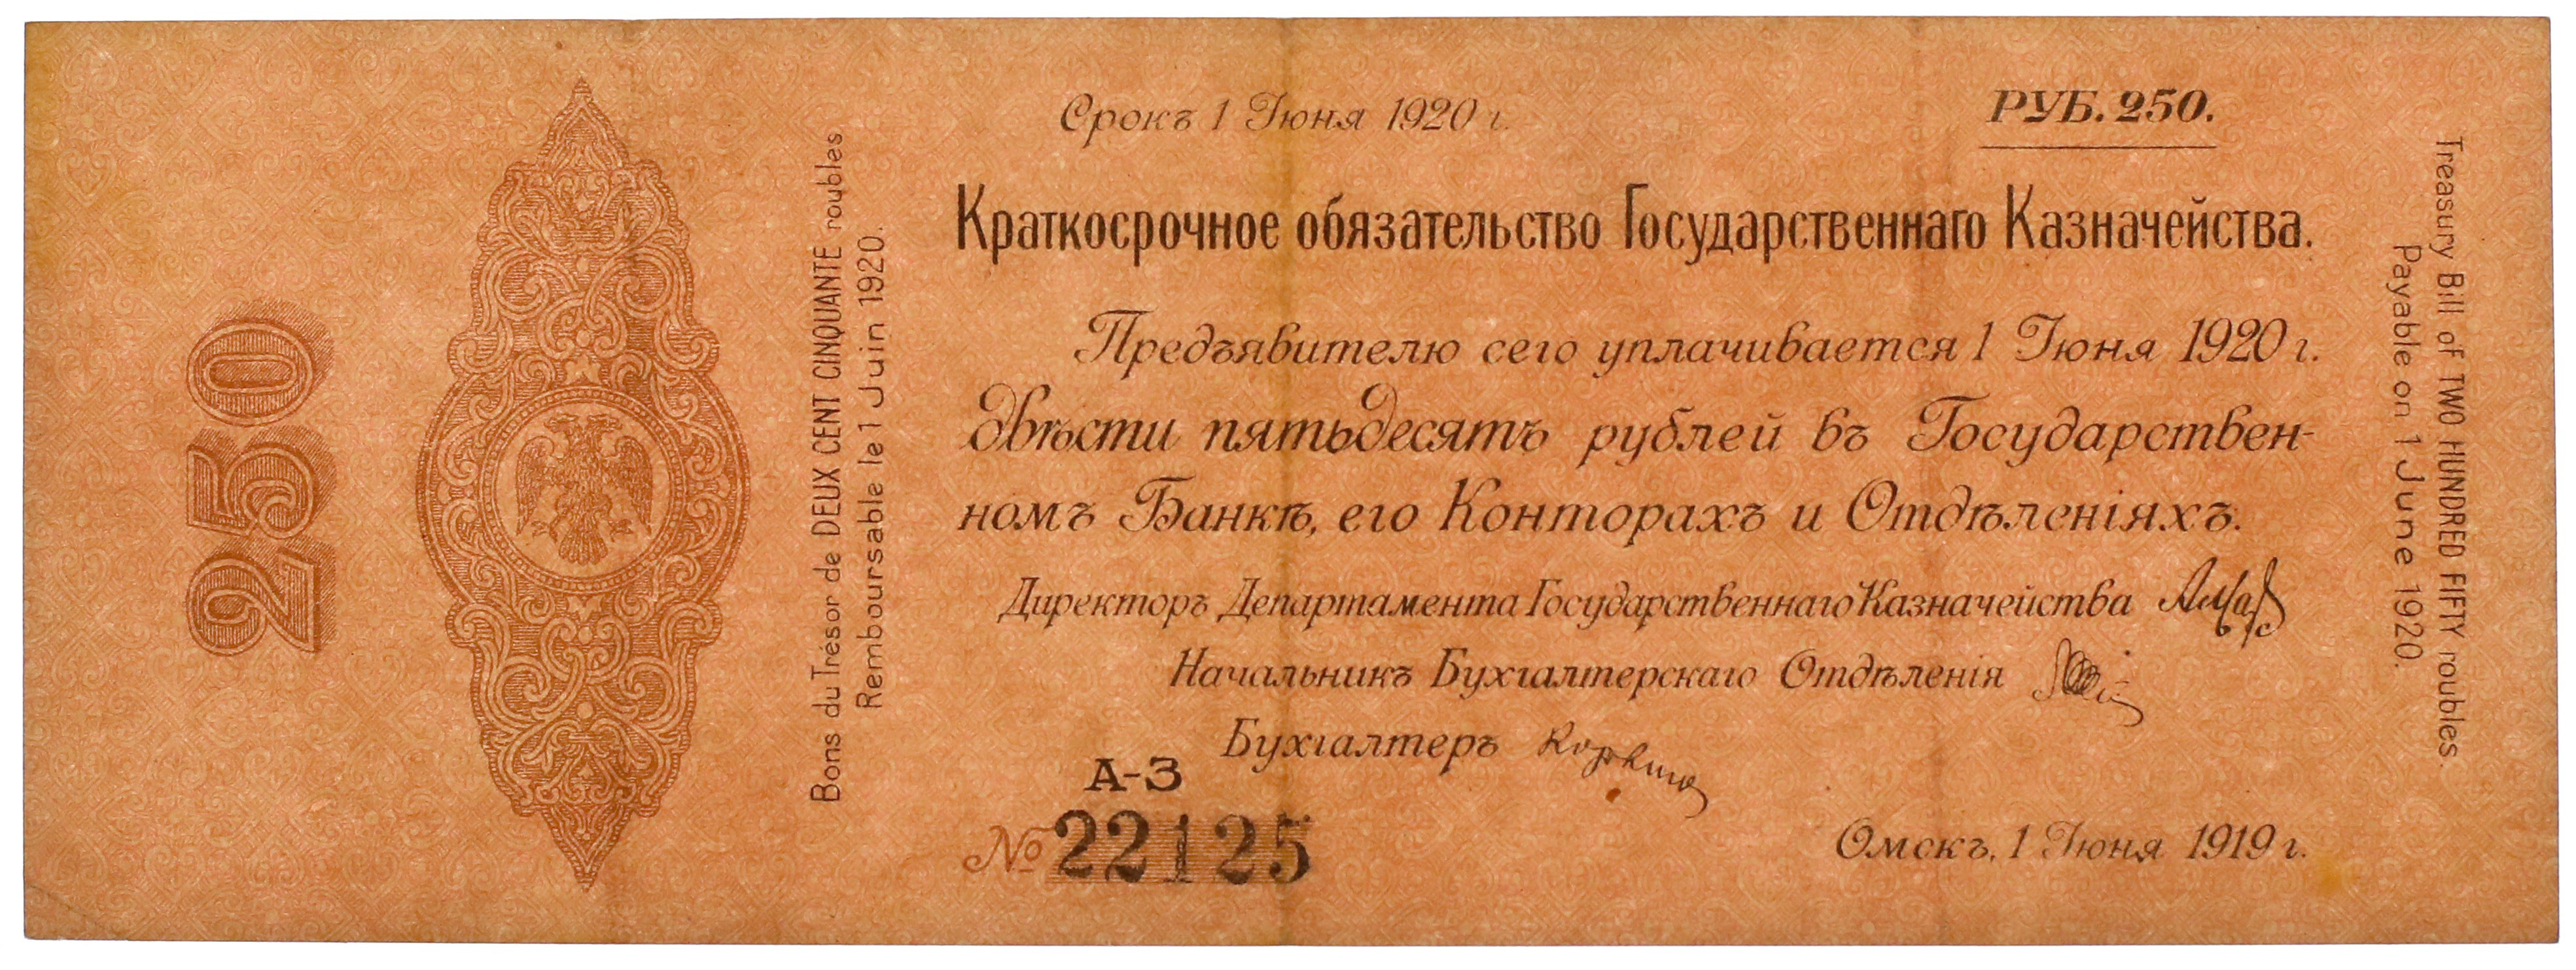 250
Bons du Trésor de DEUX CENT CINQUANTE roubles
Remboursable le 1 Juin 1920.
Срокъ 1 Іюня 1920 г.
РУБ. 250.
Краткосрочное обязательство Государственнаго Казначейства.
Предъявителю сего уплачивается 1 Іюня 1920 г.
двѣсти пятьдесятъ рублей въ Государствен-
номъ Банкѣ, его Конторахъ и Отдѣленіяхъ.
Директоръ Департамента Государственнаго Казначейства
Начальникъ Бухгалтерскаго Отдѣленія
Бухгалтеръ
А-З
№ 22125
Омскъ, 1 Іюня 1919 г.
Treasury Bill of TWO HUNDRED FIFTY roubles.
Payable on 1 June 1920.